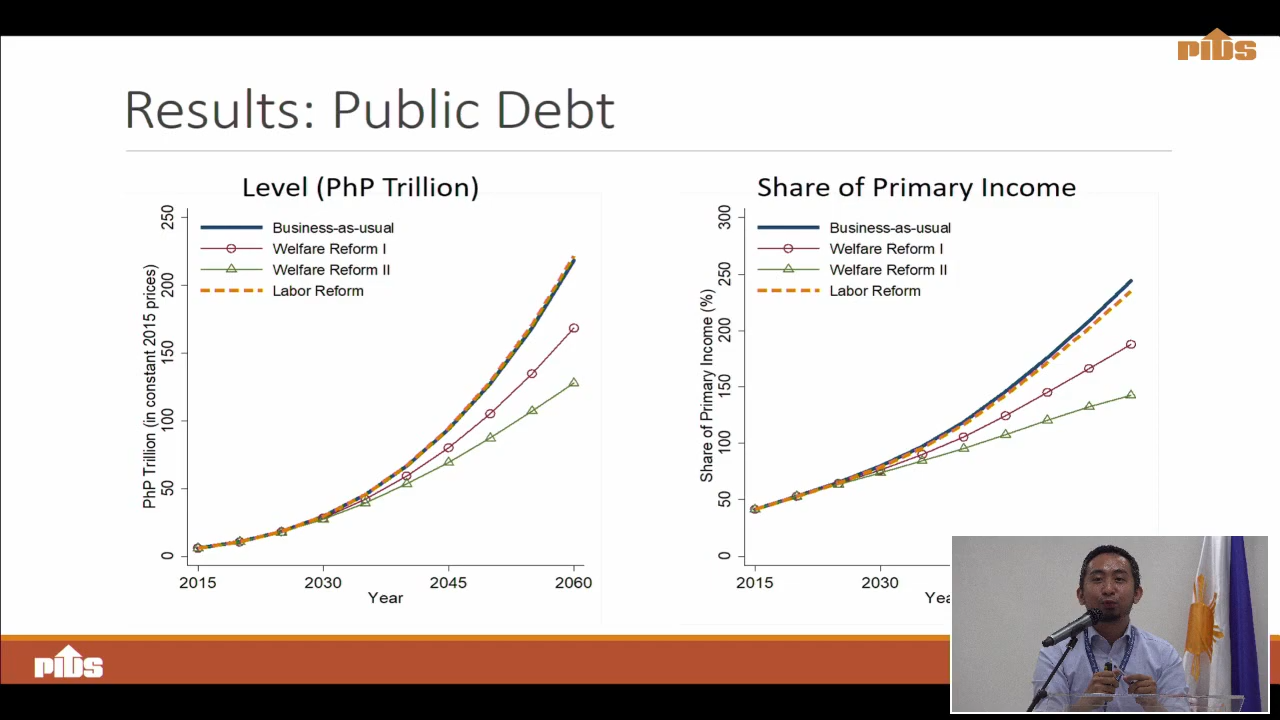 PIDS
Results: Public Debt
Level (PhP Trillion)
PhP Trillion (in constant 2015 prices)
250
200
150
100
50
0
Business-as-usual
Welfare Reform I
Welfare Reform II
Labor Reform
2015 2030 2045 2060
Year
Share of Primary Income
Share of Primary Income (%)
300
250
200
150
100
50
0
Business-as-usual
Welfare Reform I
Welfare Reform II
Labor Reform
2015 2030
Yea
PIDS